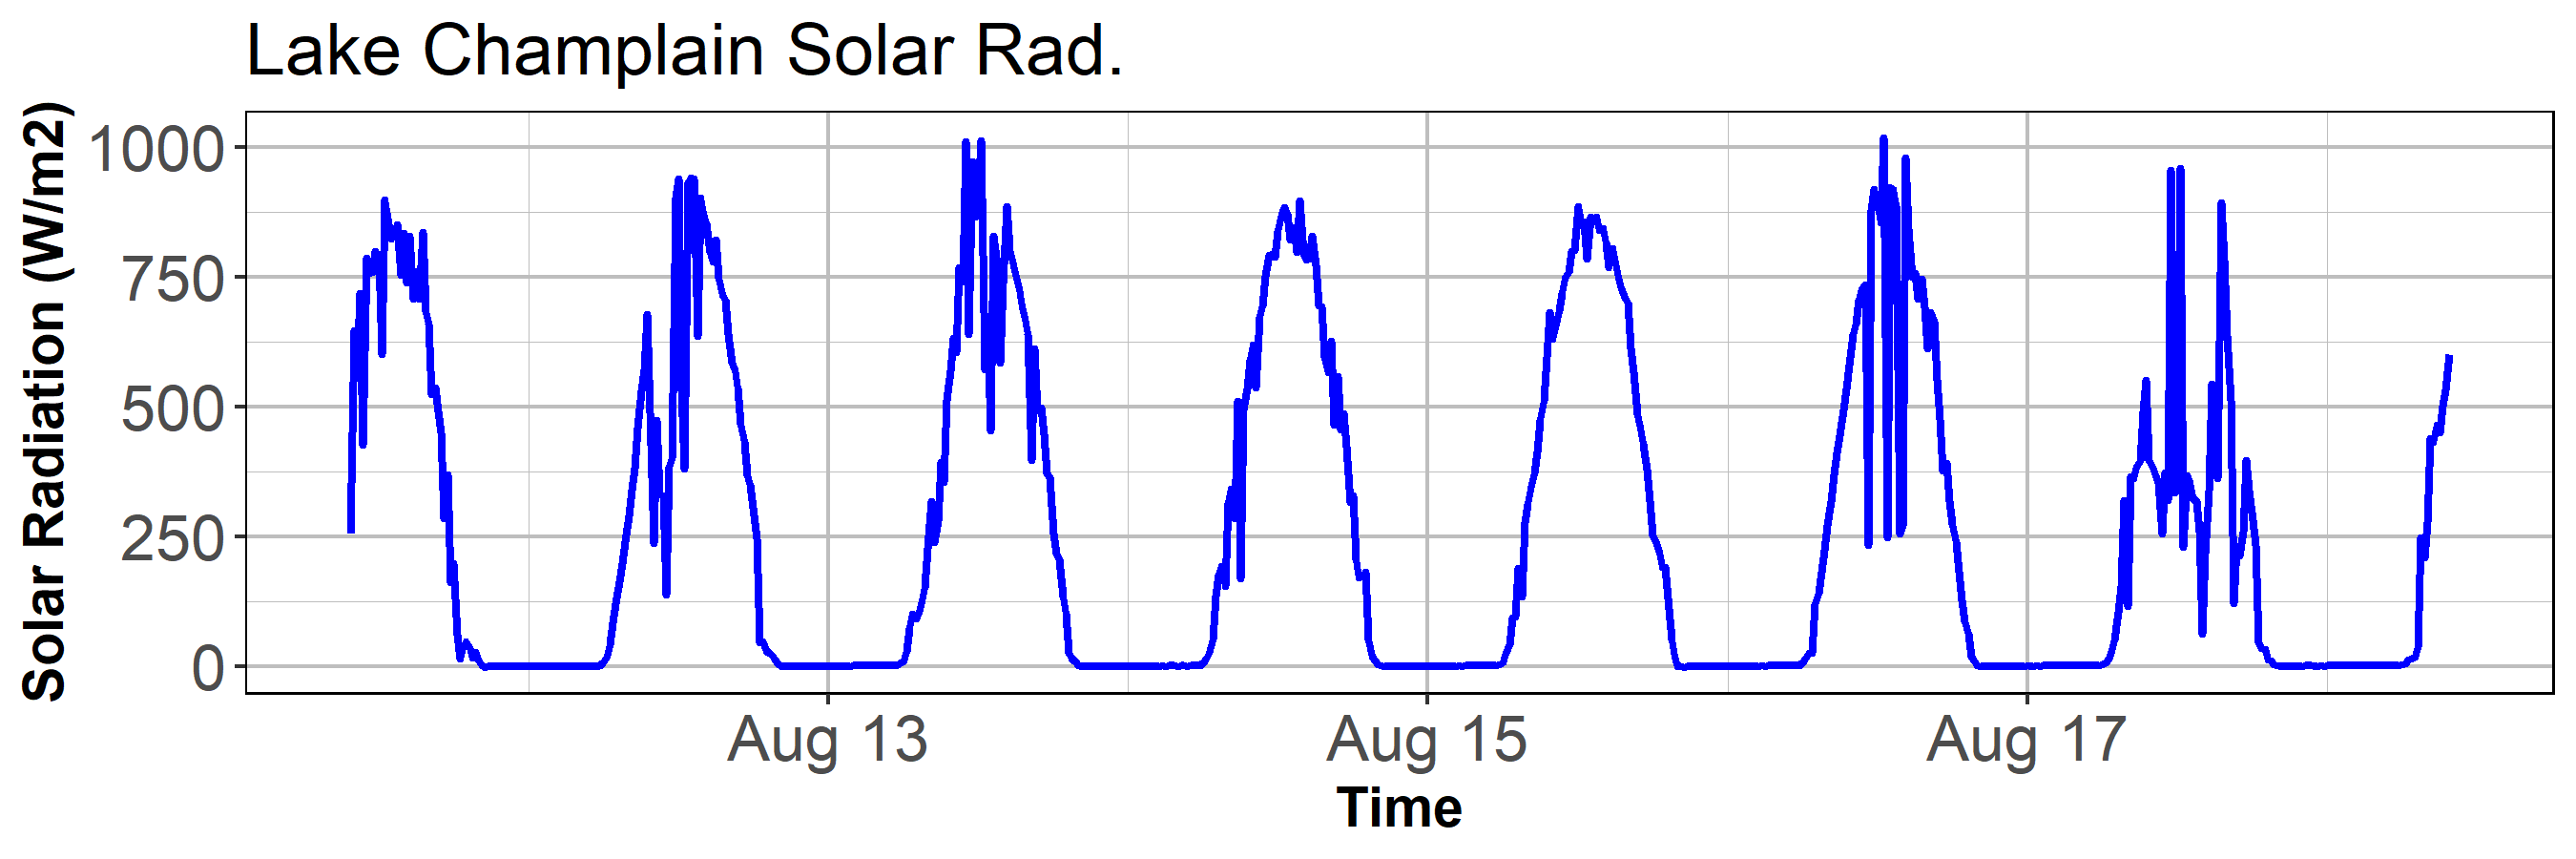 Lake Champlain Solar Rad.
Solar Radiation (W/m2)
1000
750
500
250
0
Aug 13 Aug 15 Aug 17
Time